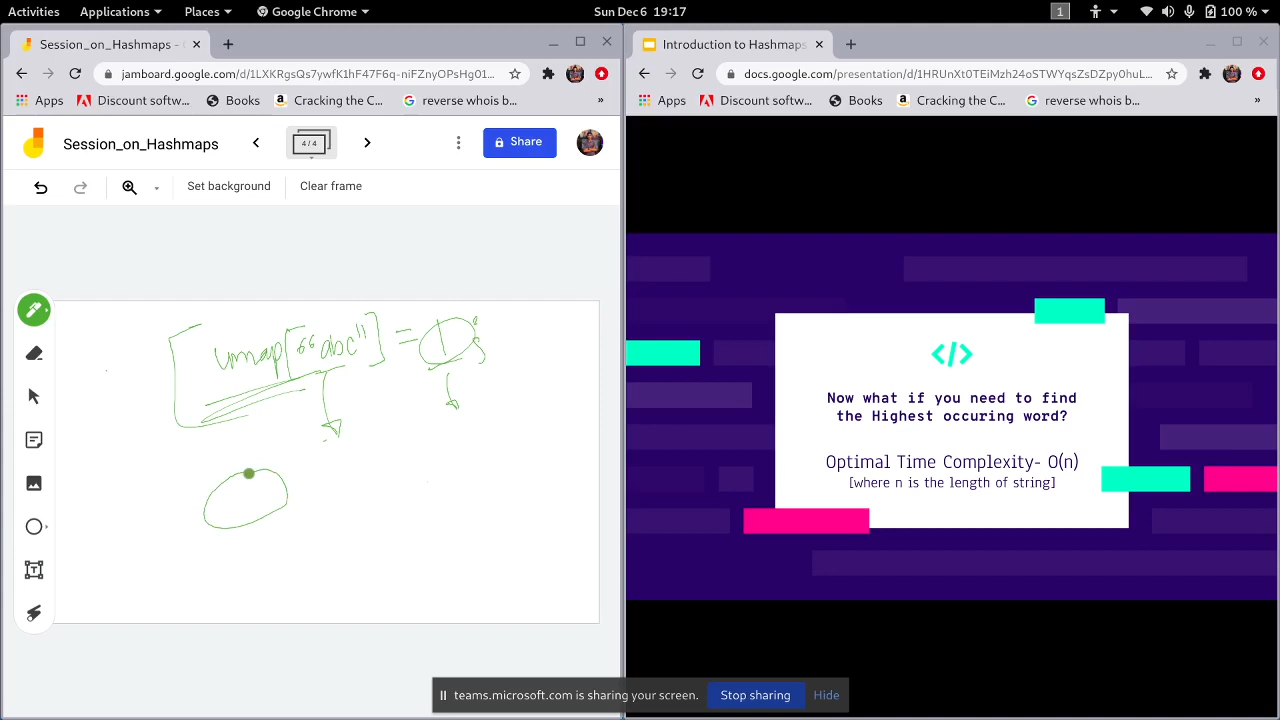 Activities
Applications
Places
Google Chrome
Sun Dec 6 19:17
1
100 %
Session_on_Hashmaps - G
jamboard.google.com/d/1LXKRgsQs7ywfK1hF47F6q-niFZnyOPsHg01...
Apps
Discount softw...
Books
Cracking the C...
reverse whois b...
»
Session_on_Hashmaps
4/4
Share
Set background
Clear frame
umap["abc"] = 1;
Introduction to Hashmaps
docs.google.com/presentation/d/1HRUnXt0TEiMzh24oSTWYqsZsDZpy0huL...
Apps
Discount softw...
Books
Cracking the C...
reverse whois b...
»
</>
Now what if you need to find
the Highest occuring word?
Optimal Time Complexity- O(n)
[where n is the length of string]
teams.microsoft.com is sharing your screen.
Stop sharing
Hide